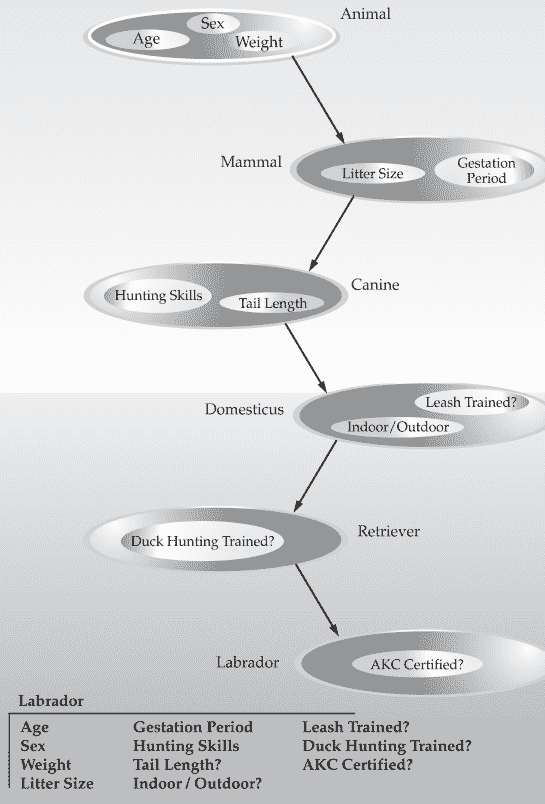 Animal
Sex
Age
Weight
Mammal
Litter Size
Gestation
Period
Canine
Hunting Skills
Tail Length
Domesticus
Leash Trained?
Indoor/Outdoor
Retriever
Duck Hunting Trained?
Labrador
AKC Certified?
Labrador
Age Gestation Period Leash Trained?
Sex Hunting Skills Duck Hunting Trained?
Weight Tail Length? AKC Certified?
Litter Size Indoor / Outdoor?